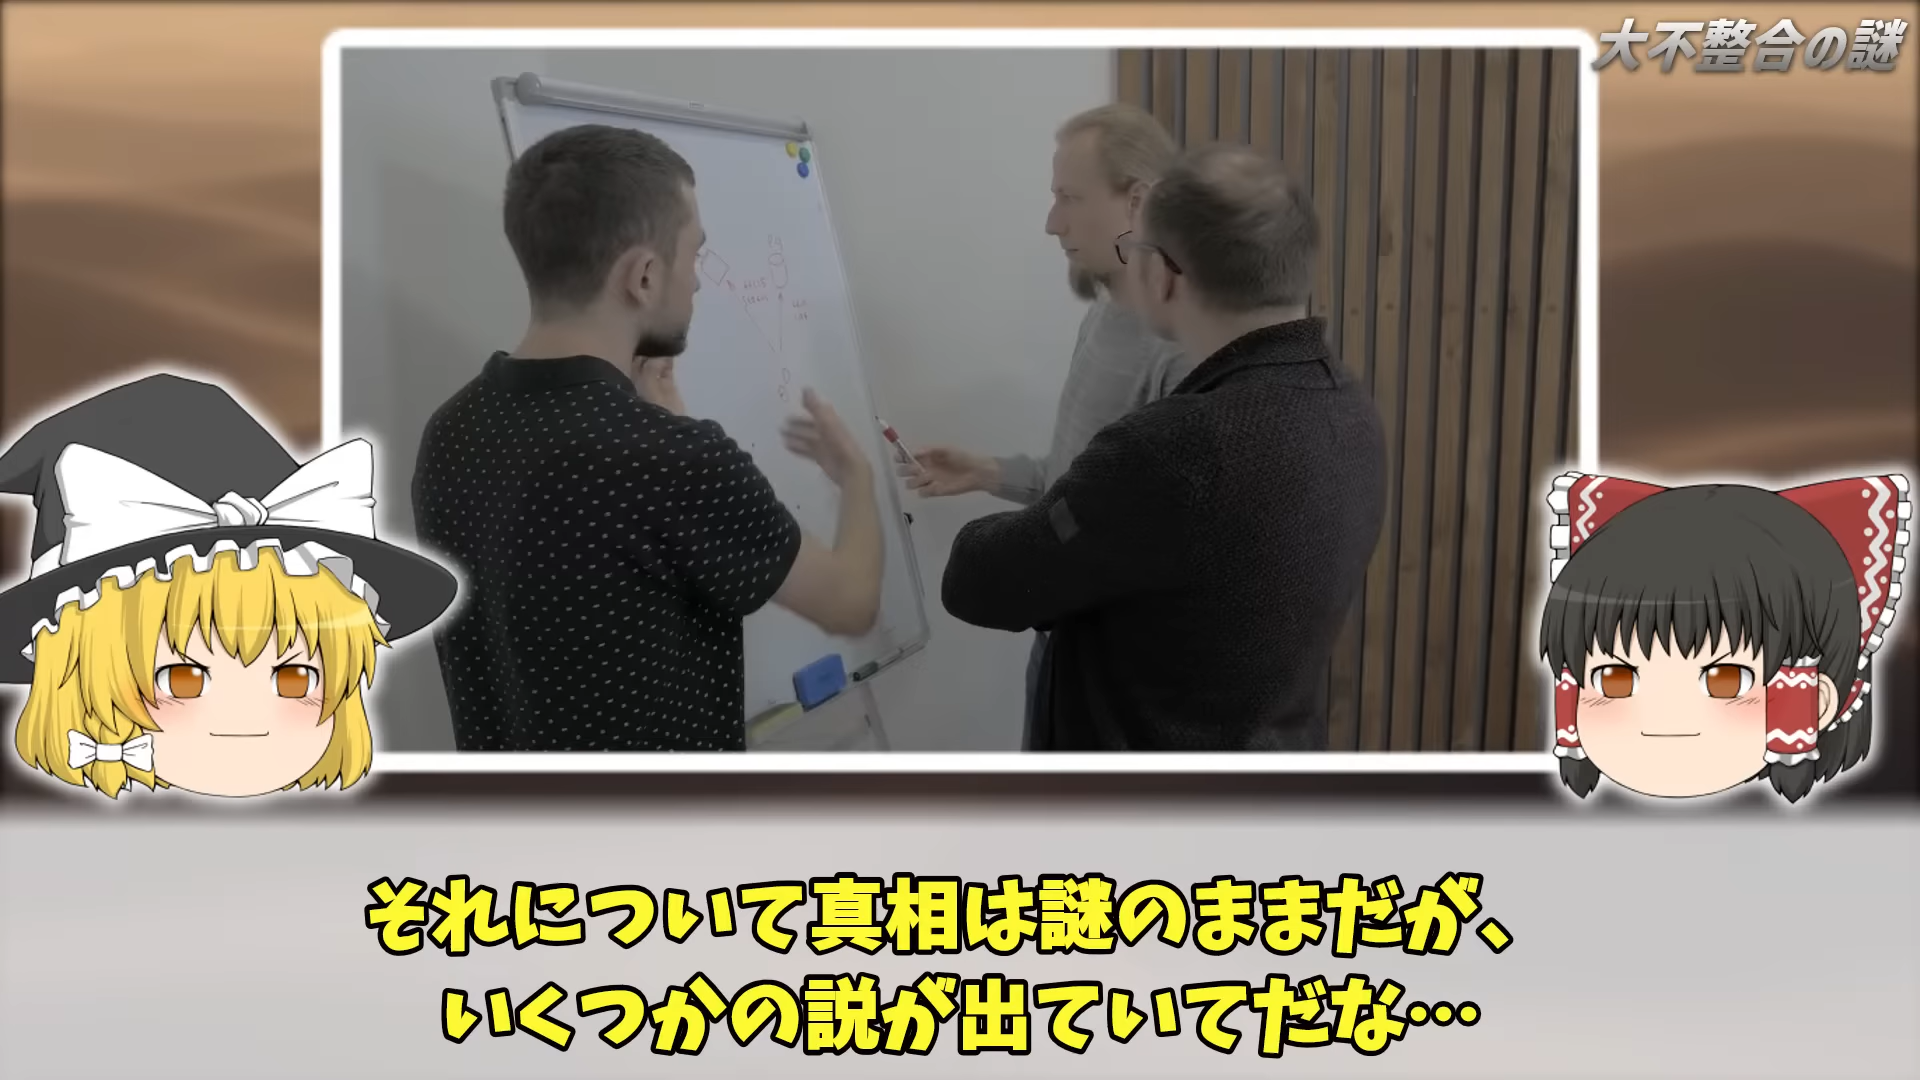 大不整合の謎
それについて真相は謎のままだが、
いくつかの説が出ていてだな…